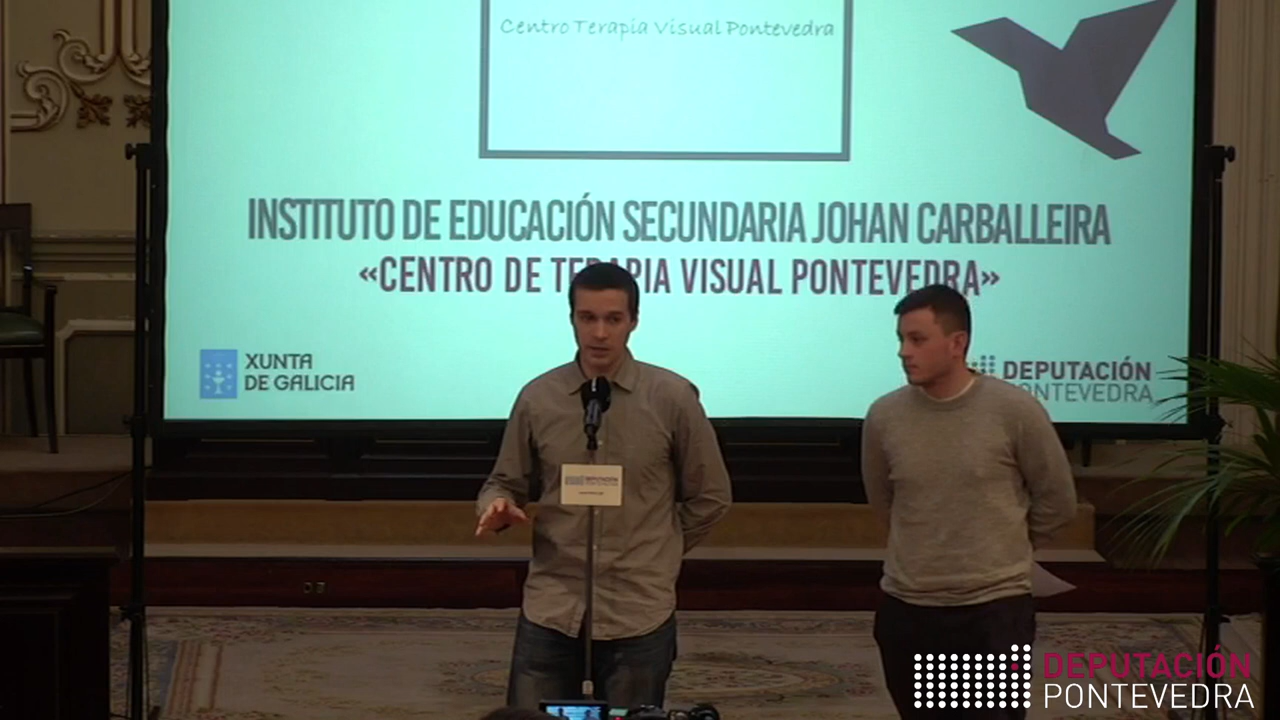 Centro Terapia Visual Pontevedra
INSTITUTO DE EDUCACIÓN SECUNDARIA JOHAN CARBALLEIRA
«CENTRO DE TERAPIA VISUAL PONTEVEDRA»
XUNTA
DE GALICIA
DEPUTACIÓN
PONTEVEDRA
DEPUTACIÓN
DEPUTACIÓN
PONTEVEDRA